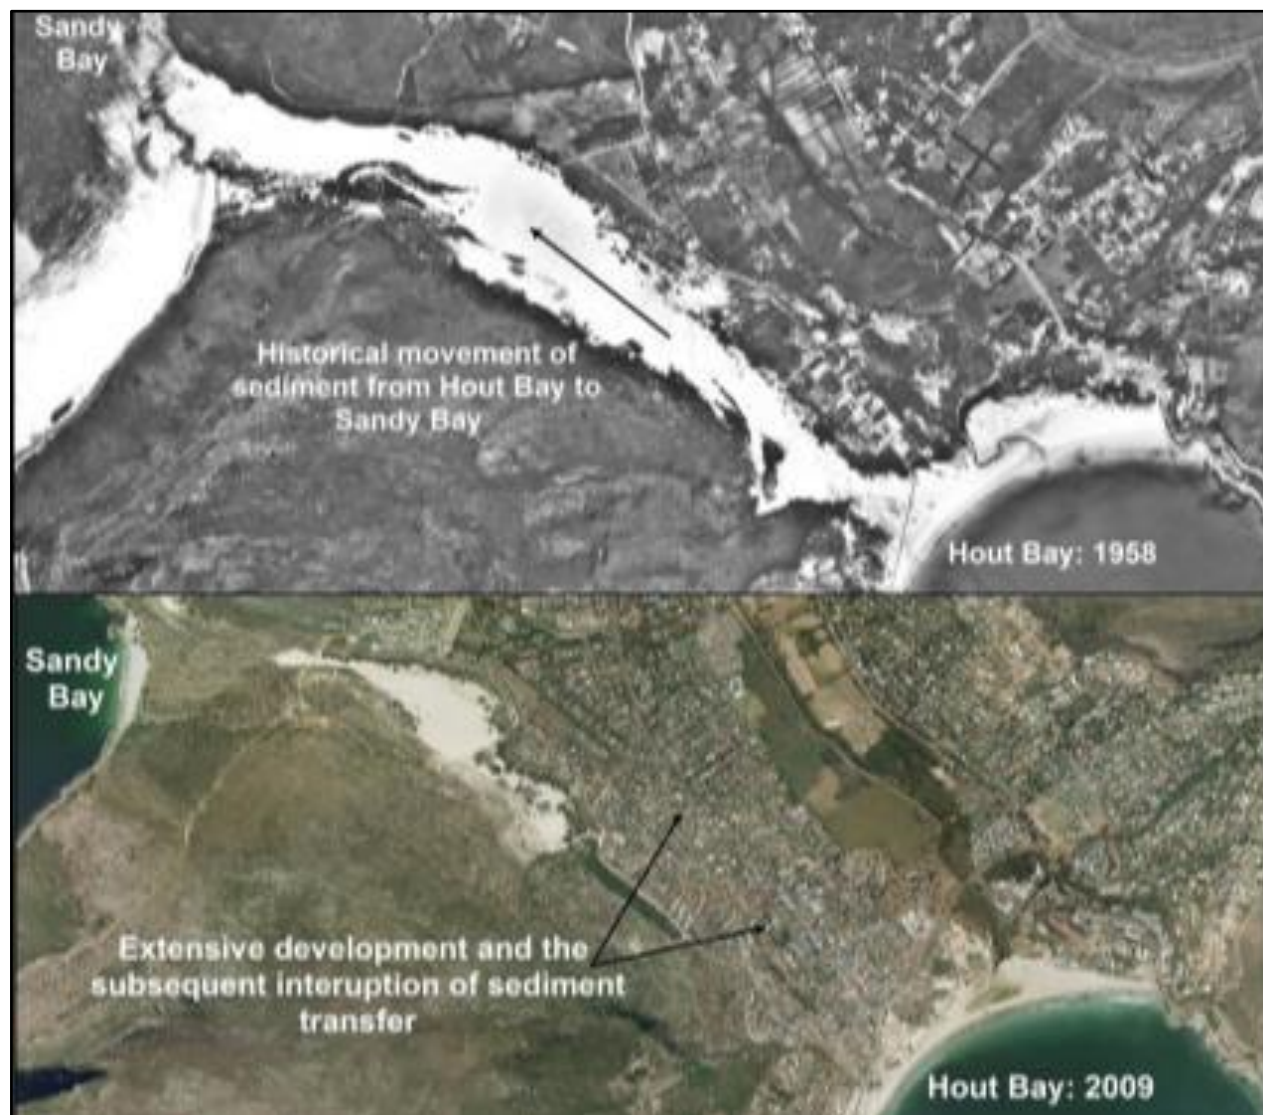 Sandy
Bay
Historical movement of
sediment from Hout Bay to
Sandy Bay
Hout Bay: 1958
Sandy
Bay
Extensive development and the
subsequent interuption of sediment
transfer
Hout Bay: 2009